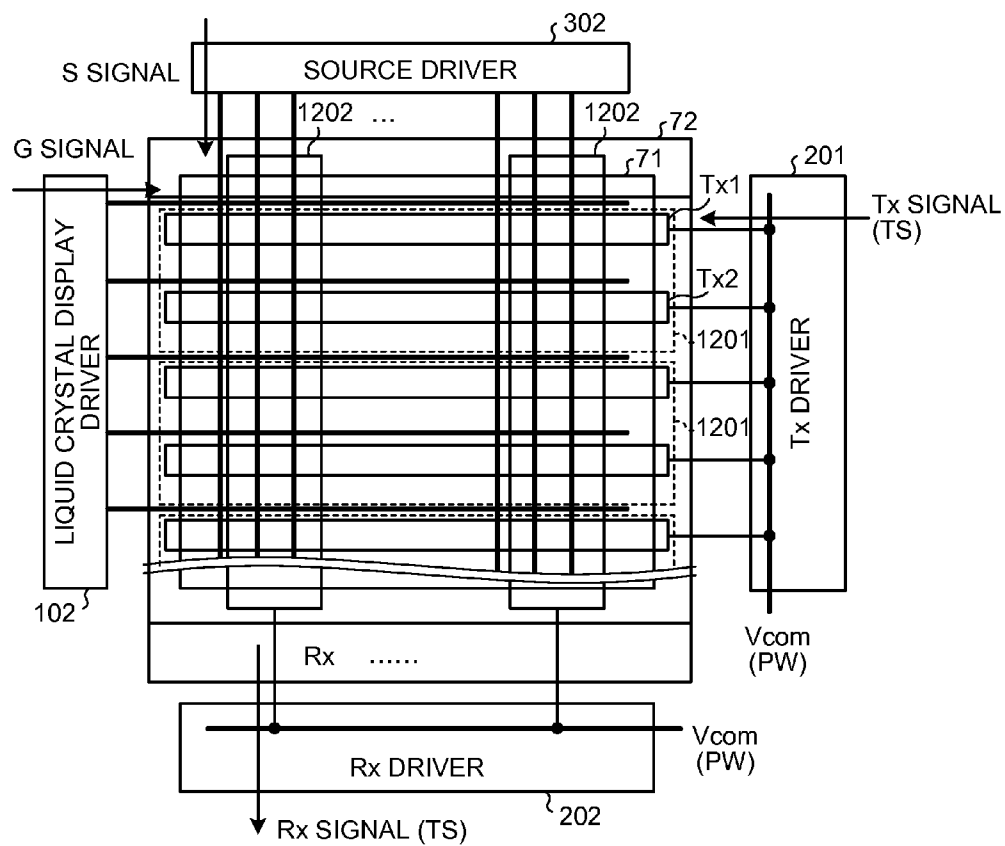 302
S SIGNAL
SOURCE DRIVER
1202
...
1202
72
G SIGNAL
71
201
Tx1
Tx SIGNAL
(TS)
Tx2
1201
1201
LIQUID CRYSTAL DISPLAY
DRIVER
Tx DRIVER
102
Vcom
(PW)
Rx ......
Vcom
(PW)
Rx DRIVER
202
Rx SIGNAL (TS)